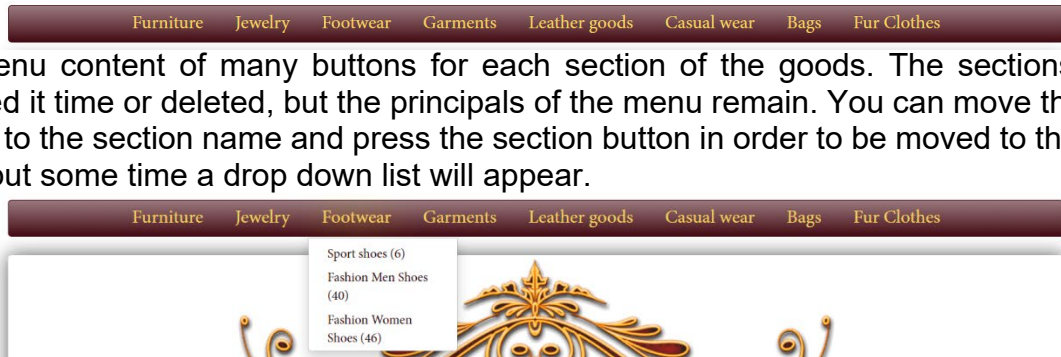 Furniture Jewelry Footwear Garments Leather goods Casual wear Bags Fur Clothes
enu content of many buttons for each section of the goods. The sections
ed it time or deleted, but the principals of the menu remain. You can move th
to the section name and press the section button in order to be moved to th
out some time a drop down list will appear.
Furniture Jewelry Footwear Garments Leather goods Casual wear Bags Fur Clothes
Sport shoes (6)
Fashion Men Shoes
(40)
Fashion Women
Shoes (46)